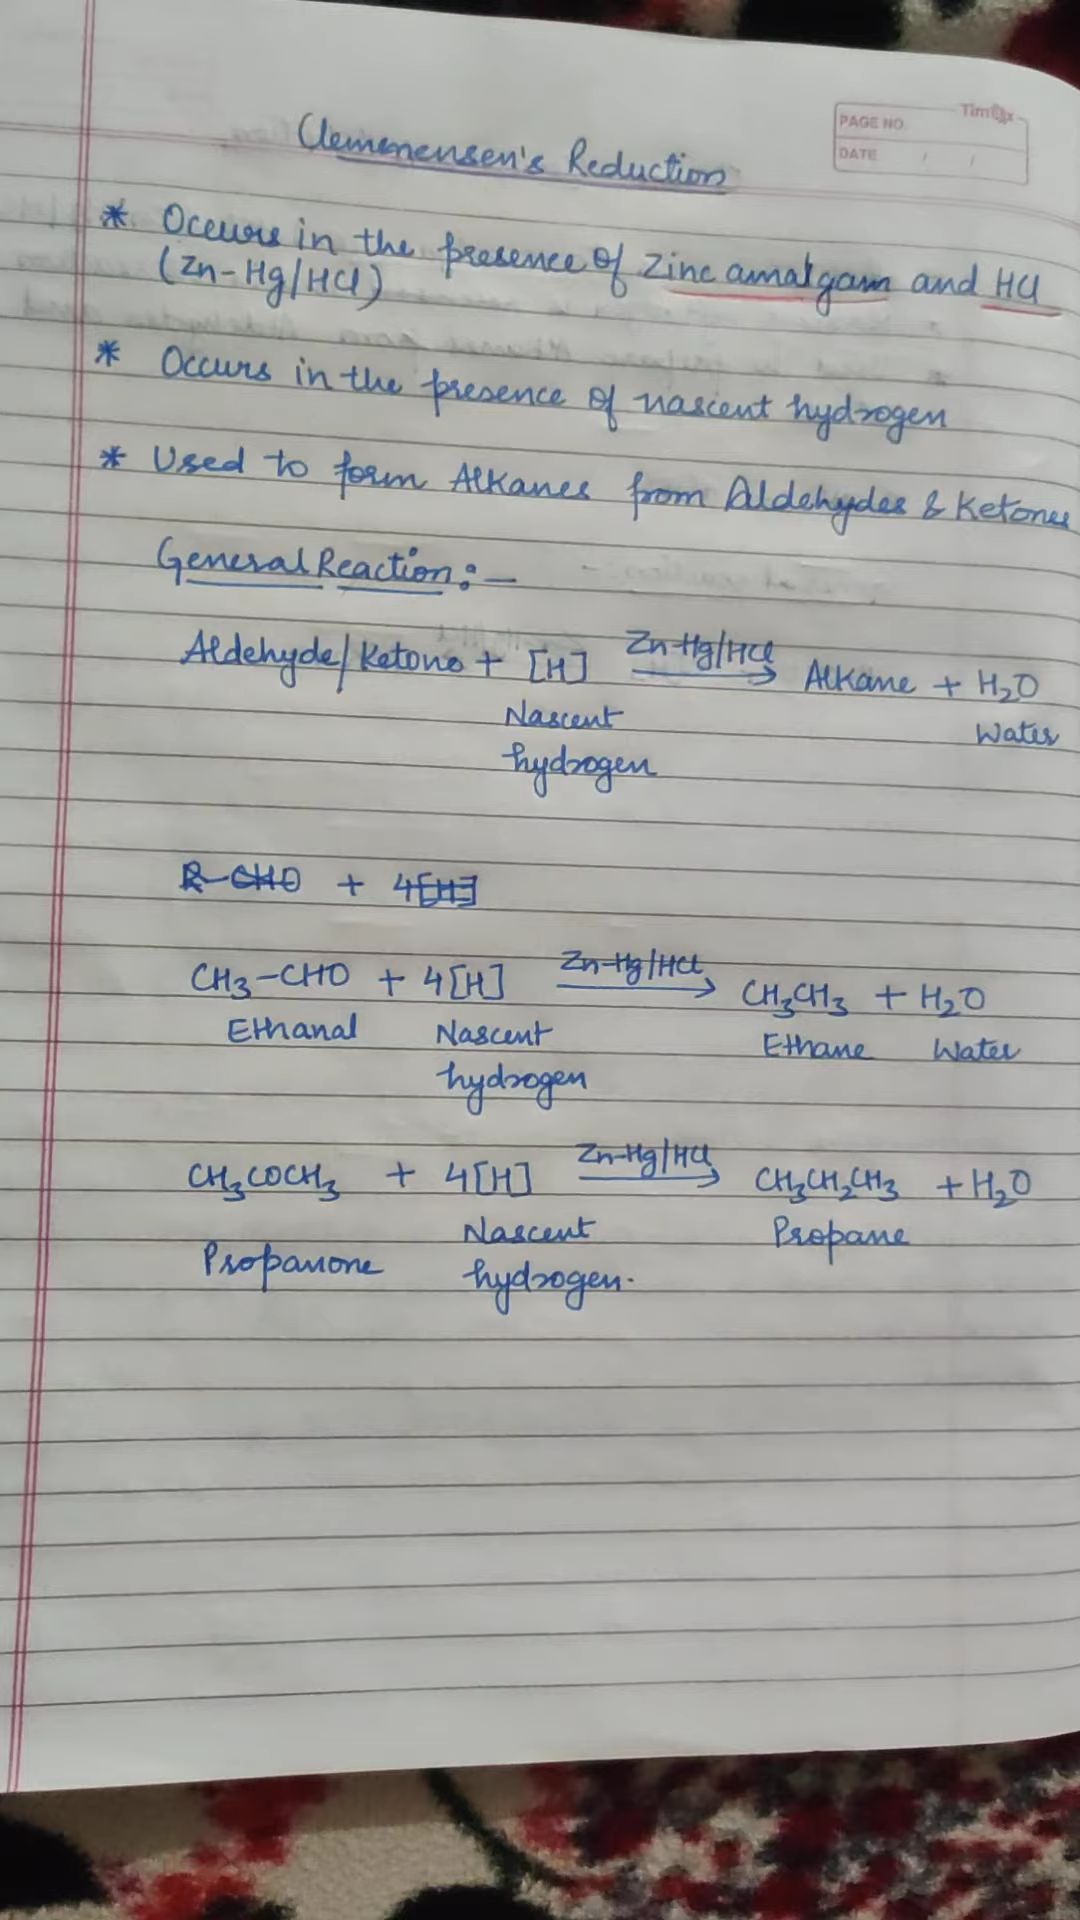 PAGE NO.
DATE / /
Clemenensen's Reduction
* Occurs in the presence of Zinc amalgam and HCl
(Zn-Hg/HCl)
* Occurs in the presence of nascent hydrogen
* Used to form Alkanes from Aldehydes & Ketones
General Reaction:-
Aldehyde/Ketone + [H] Zn-Hg/HCl → Alkane + H₂O
Nascent Water
hydrogen
R-CHO + 4[H]
CH₃-CHO + 4[H] Zn-Hg/HCl → CH₃CH₃ + H₂O
Ethanal Nascent Ethane Water
hydrogen
CH₃COCH₃ + 4[H] Zn-Hg/HCl → CH₃CH₂CH₃ + H₂O
Propanone Nascent Propane
hydrogen.